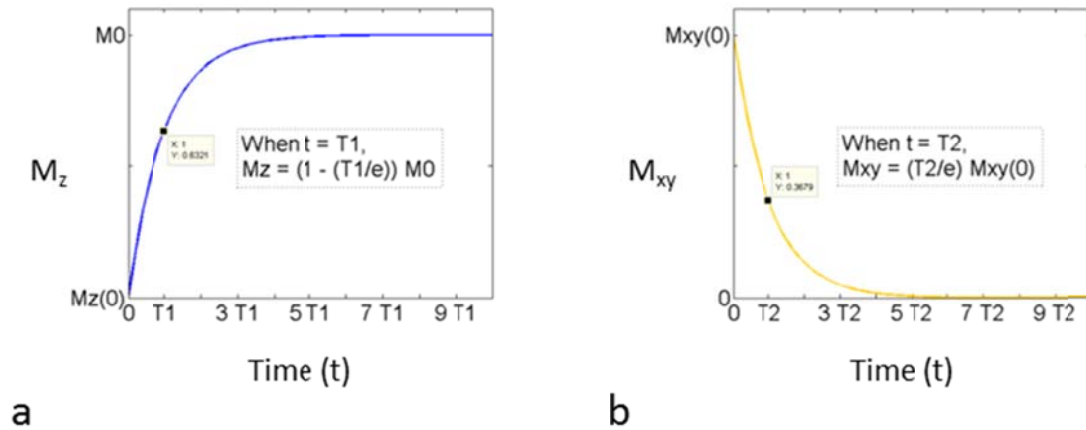 M0
Mz
Mz(0)
X: 1
Y: 0.6321
When t = T1,
Mz = (1 - (T1/e)) M0
0 T1 3 T1 5T1 7 T1 9 T1
Time (t)
a
Mxy(0)
Mxy
0
X: 1
Y: 0.3679
When t = T2,
Mxy = (T2/e) Mxy(0)
0 T2 3 T2 5 T2 7 T2 9 T2
Time (t)
b